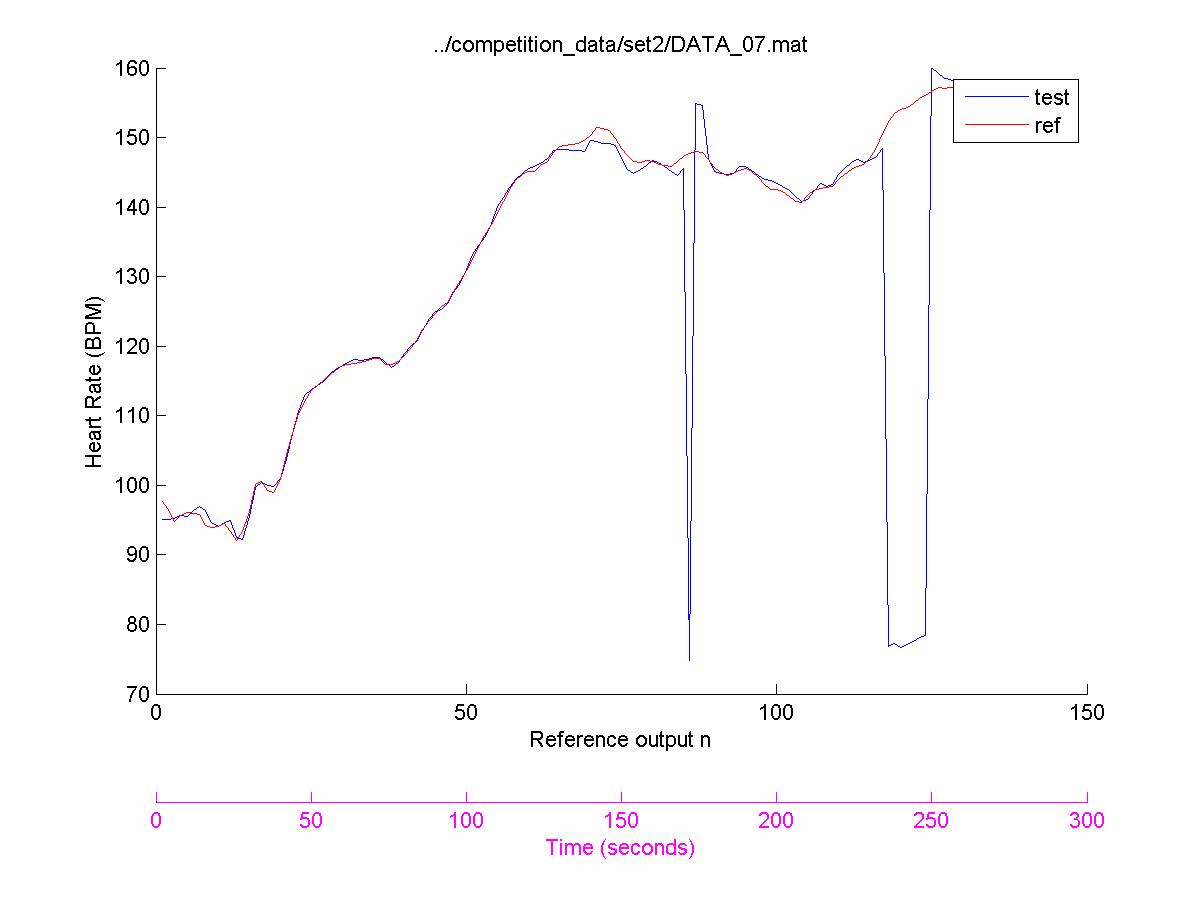 ../competition_data/set2/DATA_07.mat
160
150
140
130
120
110
100
90
80
70
Heart Rate (BPM)
test
ref
0 50 100 150
Reference output n
0 50 100 150 200 250 300
Time (seconds)